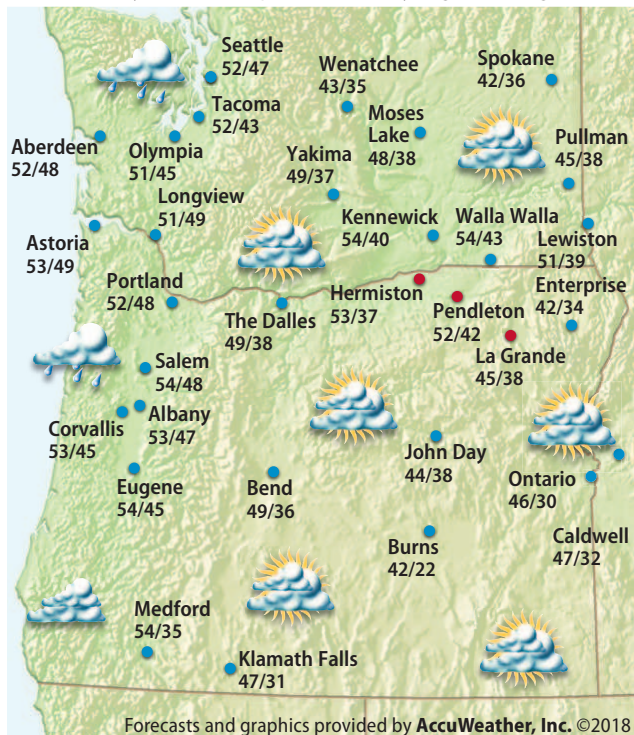 Seattle
52/47
Wenatchee
43/35
Spokane
42/36
Tacoma
52/43
Moses
Lake
48/38
Aberdeen
52/48
Olympia
51/45
Yakima
49/37
Pullman
45/38
Longview
51/49
Kennewick
54/40
Walla Walla
54/43
Lewiston
51/39
Astoria
53/49
Portland
52/48
The Dalles
49/38
Hermiston
53/37
Pendleton
52/42
Enterprise
42/34
La Grande
45/38
Salem
54/48
Corvallis
53/45
Albany
53/47
John Day
44/38
Ontario
46/30
Eugene
54/45
Bend
49/36
Caldwell
47/32
Burns
42/22
Medford
54/35
Klamath Falls
47/31
Forecasts and graphics provided by AccuWeather, Inc. ©2018